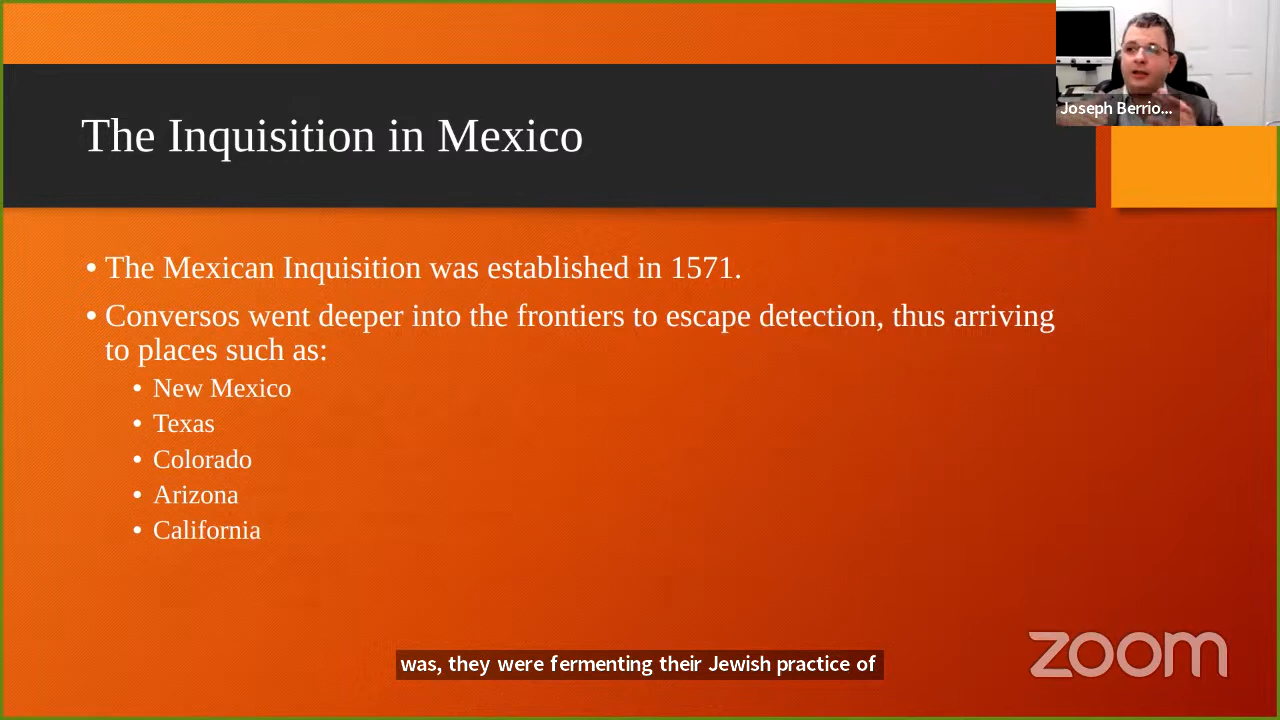 Joseph Berrio...
The Inquisition in Mexico
• The Mexican Inquisition was established in 1571.
• Conversos went deeper into the frontiers to escape detection, thus arriving
to places such as:
• New Mexico
• Texas
• Colorado
• Arizona
• California
was, they were fermenting their Jewish practice of
zoom